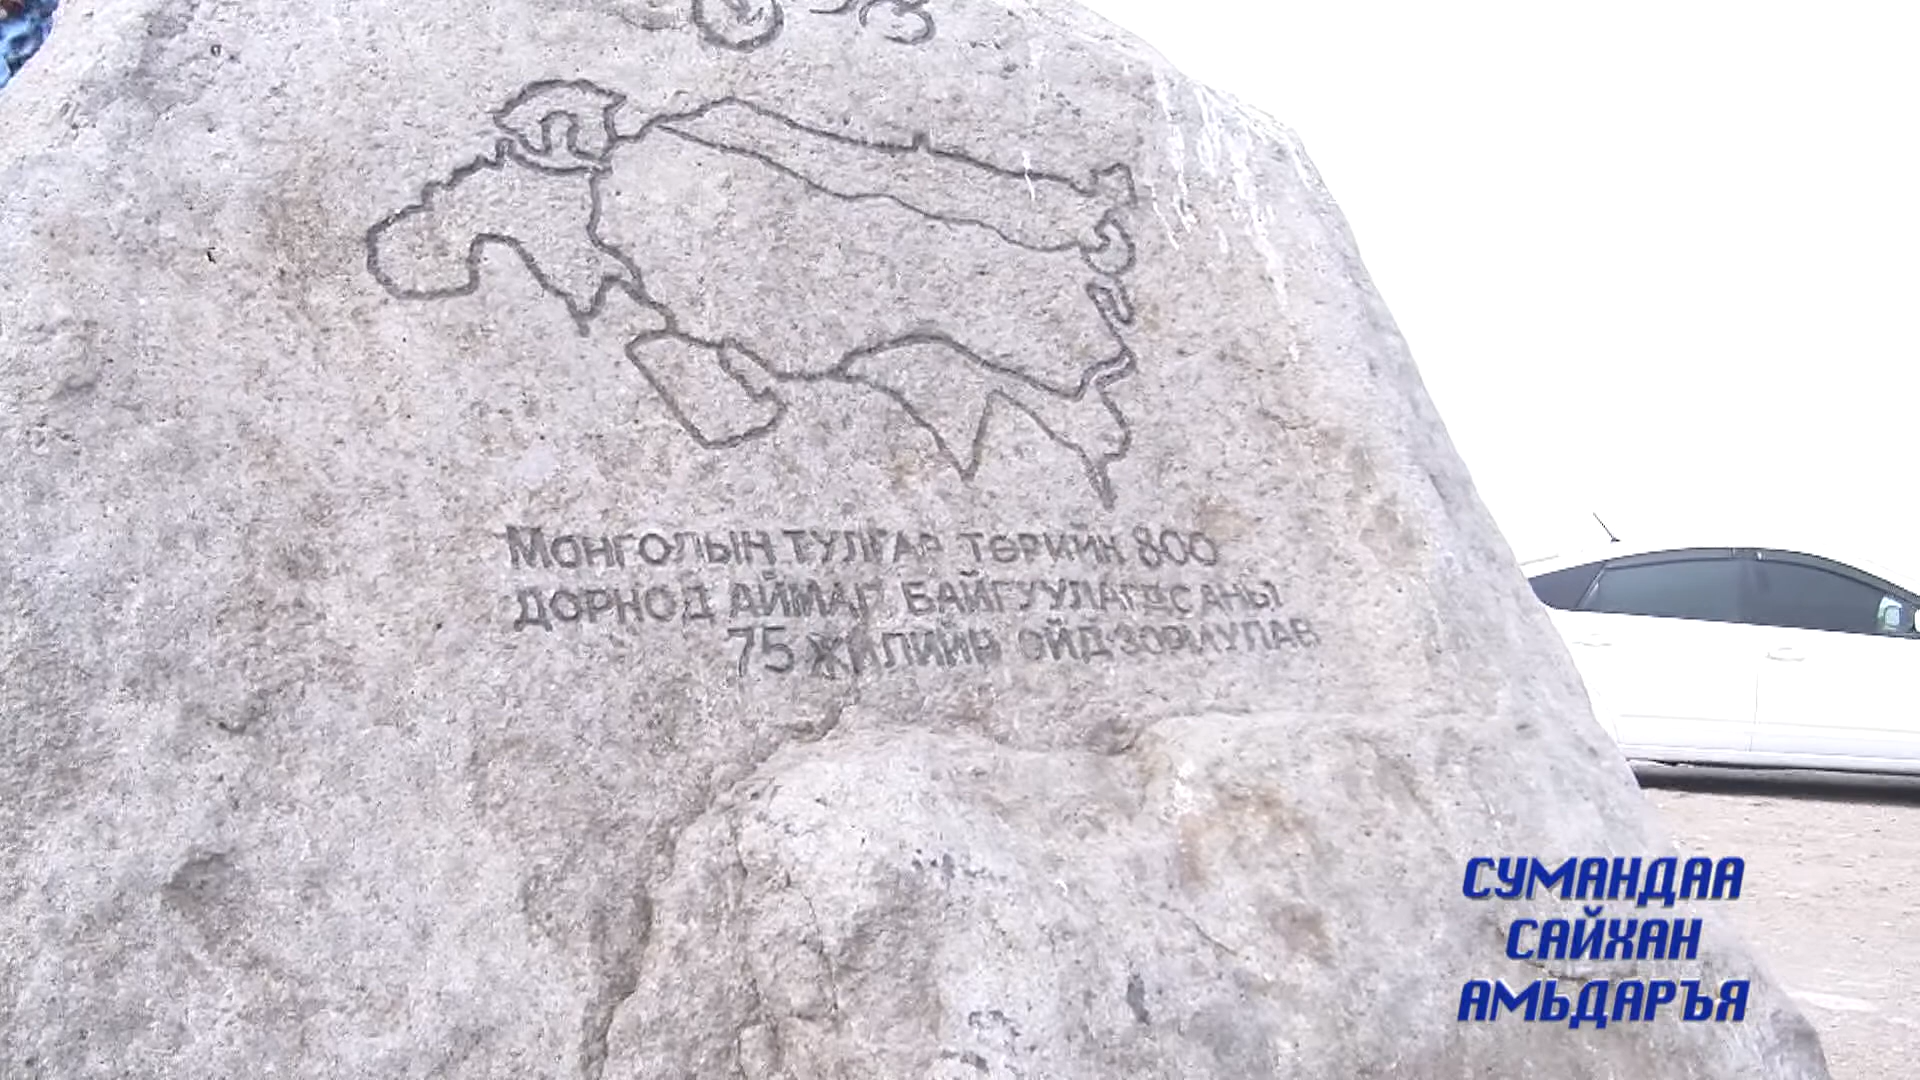 МОНГОЛЫН ТУЛГАР ТӨРИЙН 800
ДОРНОД АЙМАГ БАЙГУУЛАГДСАНЫ
75 ЖИЛИЙН ОЙД ЗОРИУЛАВ
СУМАНДАА
САЙХАН
АМЬДАРЪЯ